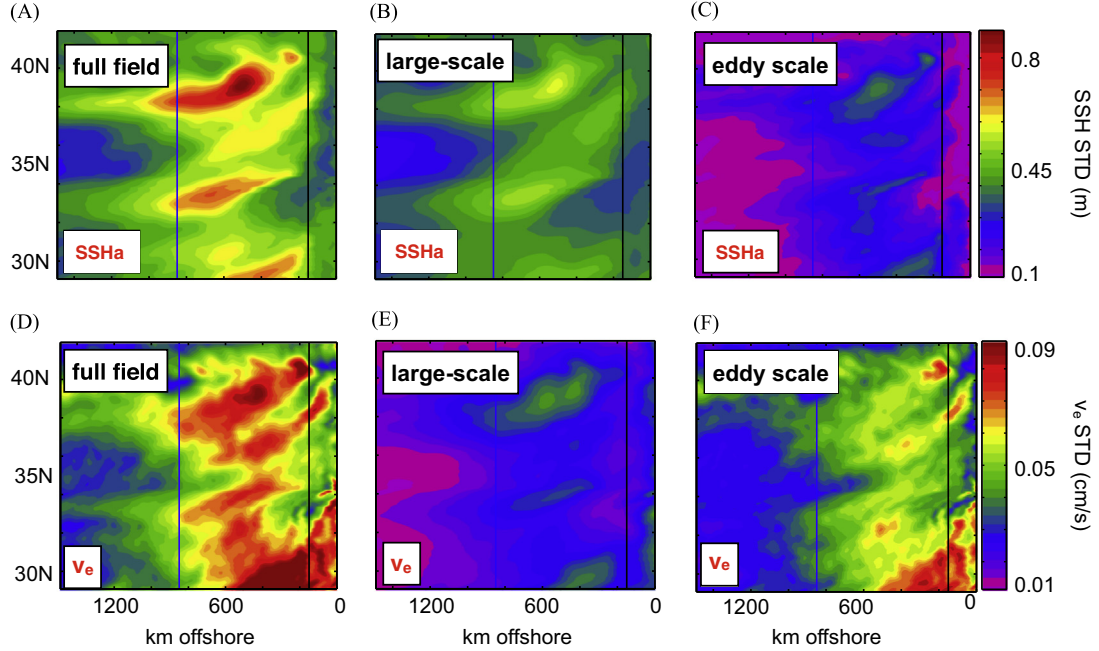 (A)
(B)
(C)
full field
large-scale
eddy scale
40N
35N
30N
SSHa
SSHa
SSHa
0.8
0.45
0.1
SSH STD (m)
(D)
(E)
(F)
full field
large-scale
eddy scale
40N
35N
30N
ve
ve
ve
0.09
0.05
0.01
ve STD (cm/s)
1200 600 0
1200 600 0
1200 600 0
km offshore
km offshore
km offshore